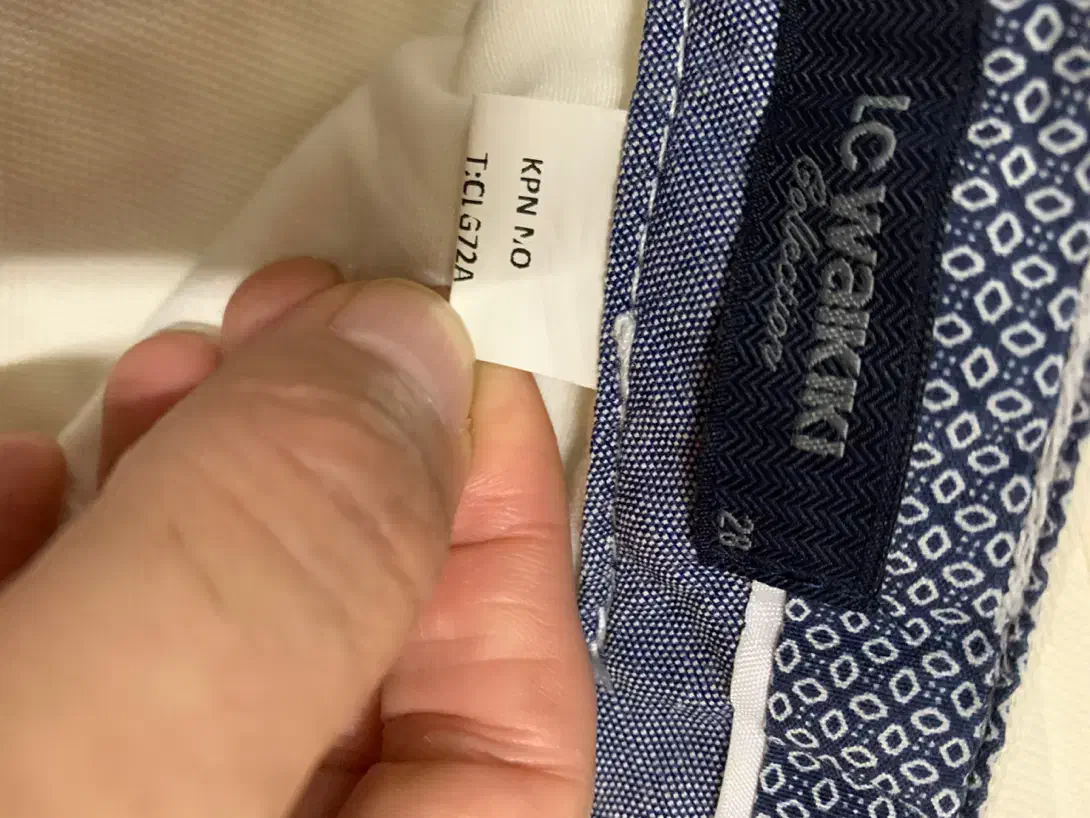 KPN NO
T:CLG72A
LC WAIKIKI
Collection
28